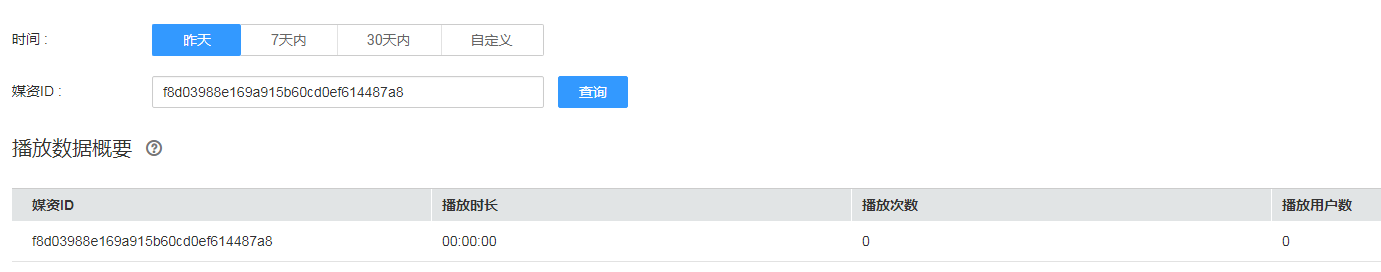 时间 :
昨天 7天内 30天内 自定义
媒资ID :
f8d03988e169a915b60cd0ef614487a8 查询
播放数据概要 ?
媒资ID 播放时长 播放次数 播放用户数
f8d03988e169a915b60cd0ef614487a8 00:00:00 0 0